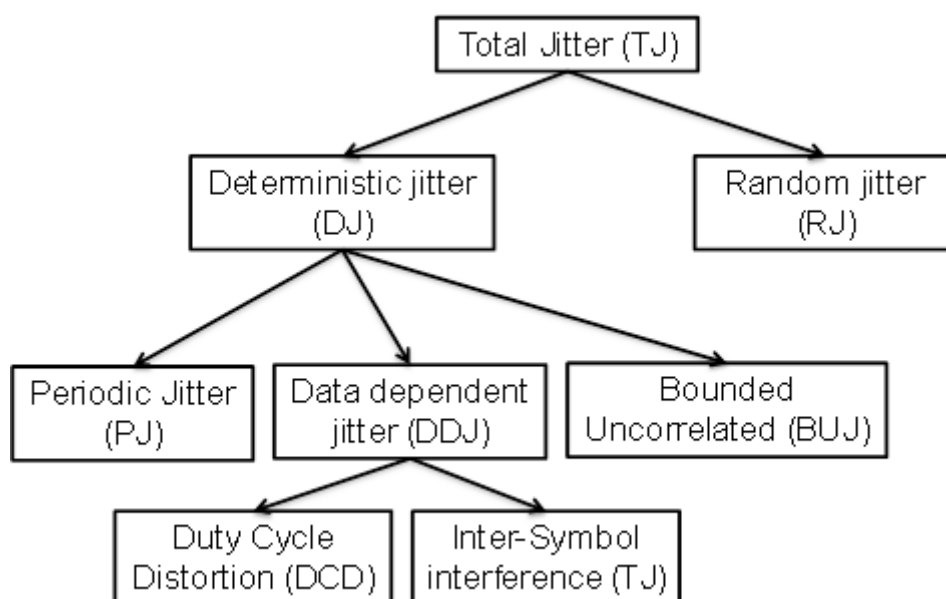 Total Jitter (TJ)
Deterministic jitter
(DJ)
Random jitter
(RJ)
Periodic Jitter
(PJ)
Data dependent
jitter (DDJ)
Bounded
Uncorrelated (BUJ)
Duty Cycle
Distortion (DCD)
Inter-Symbol
interference (TJ)